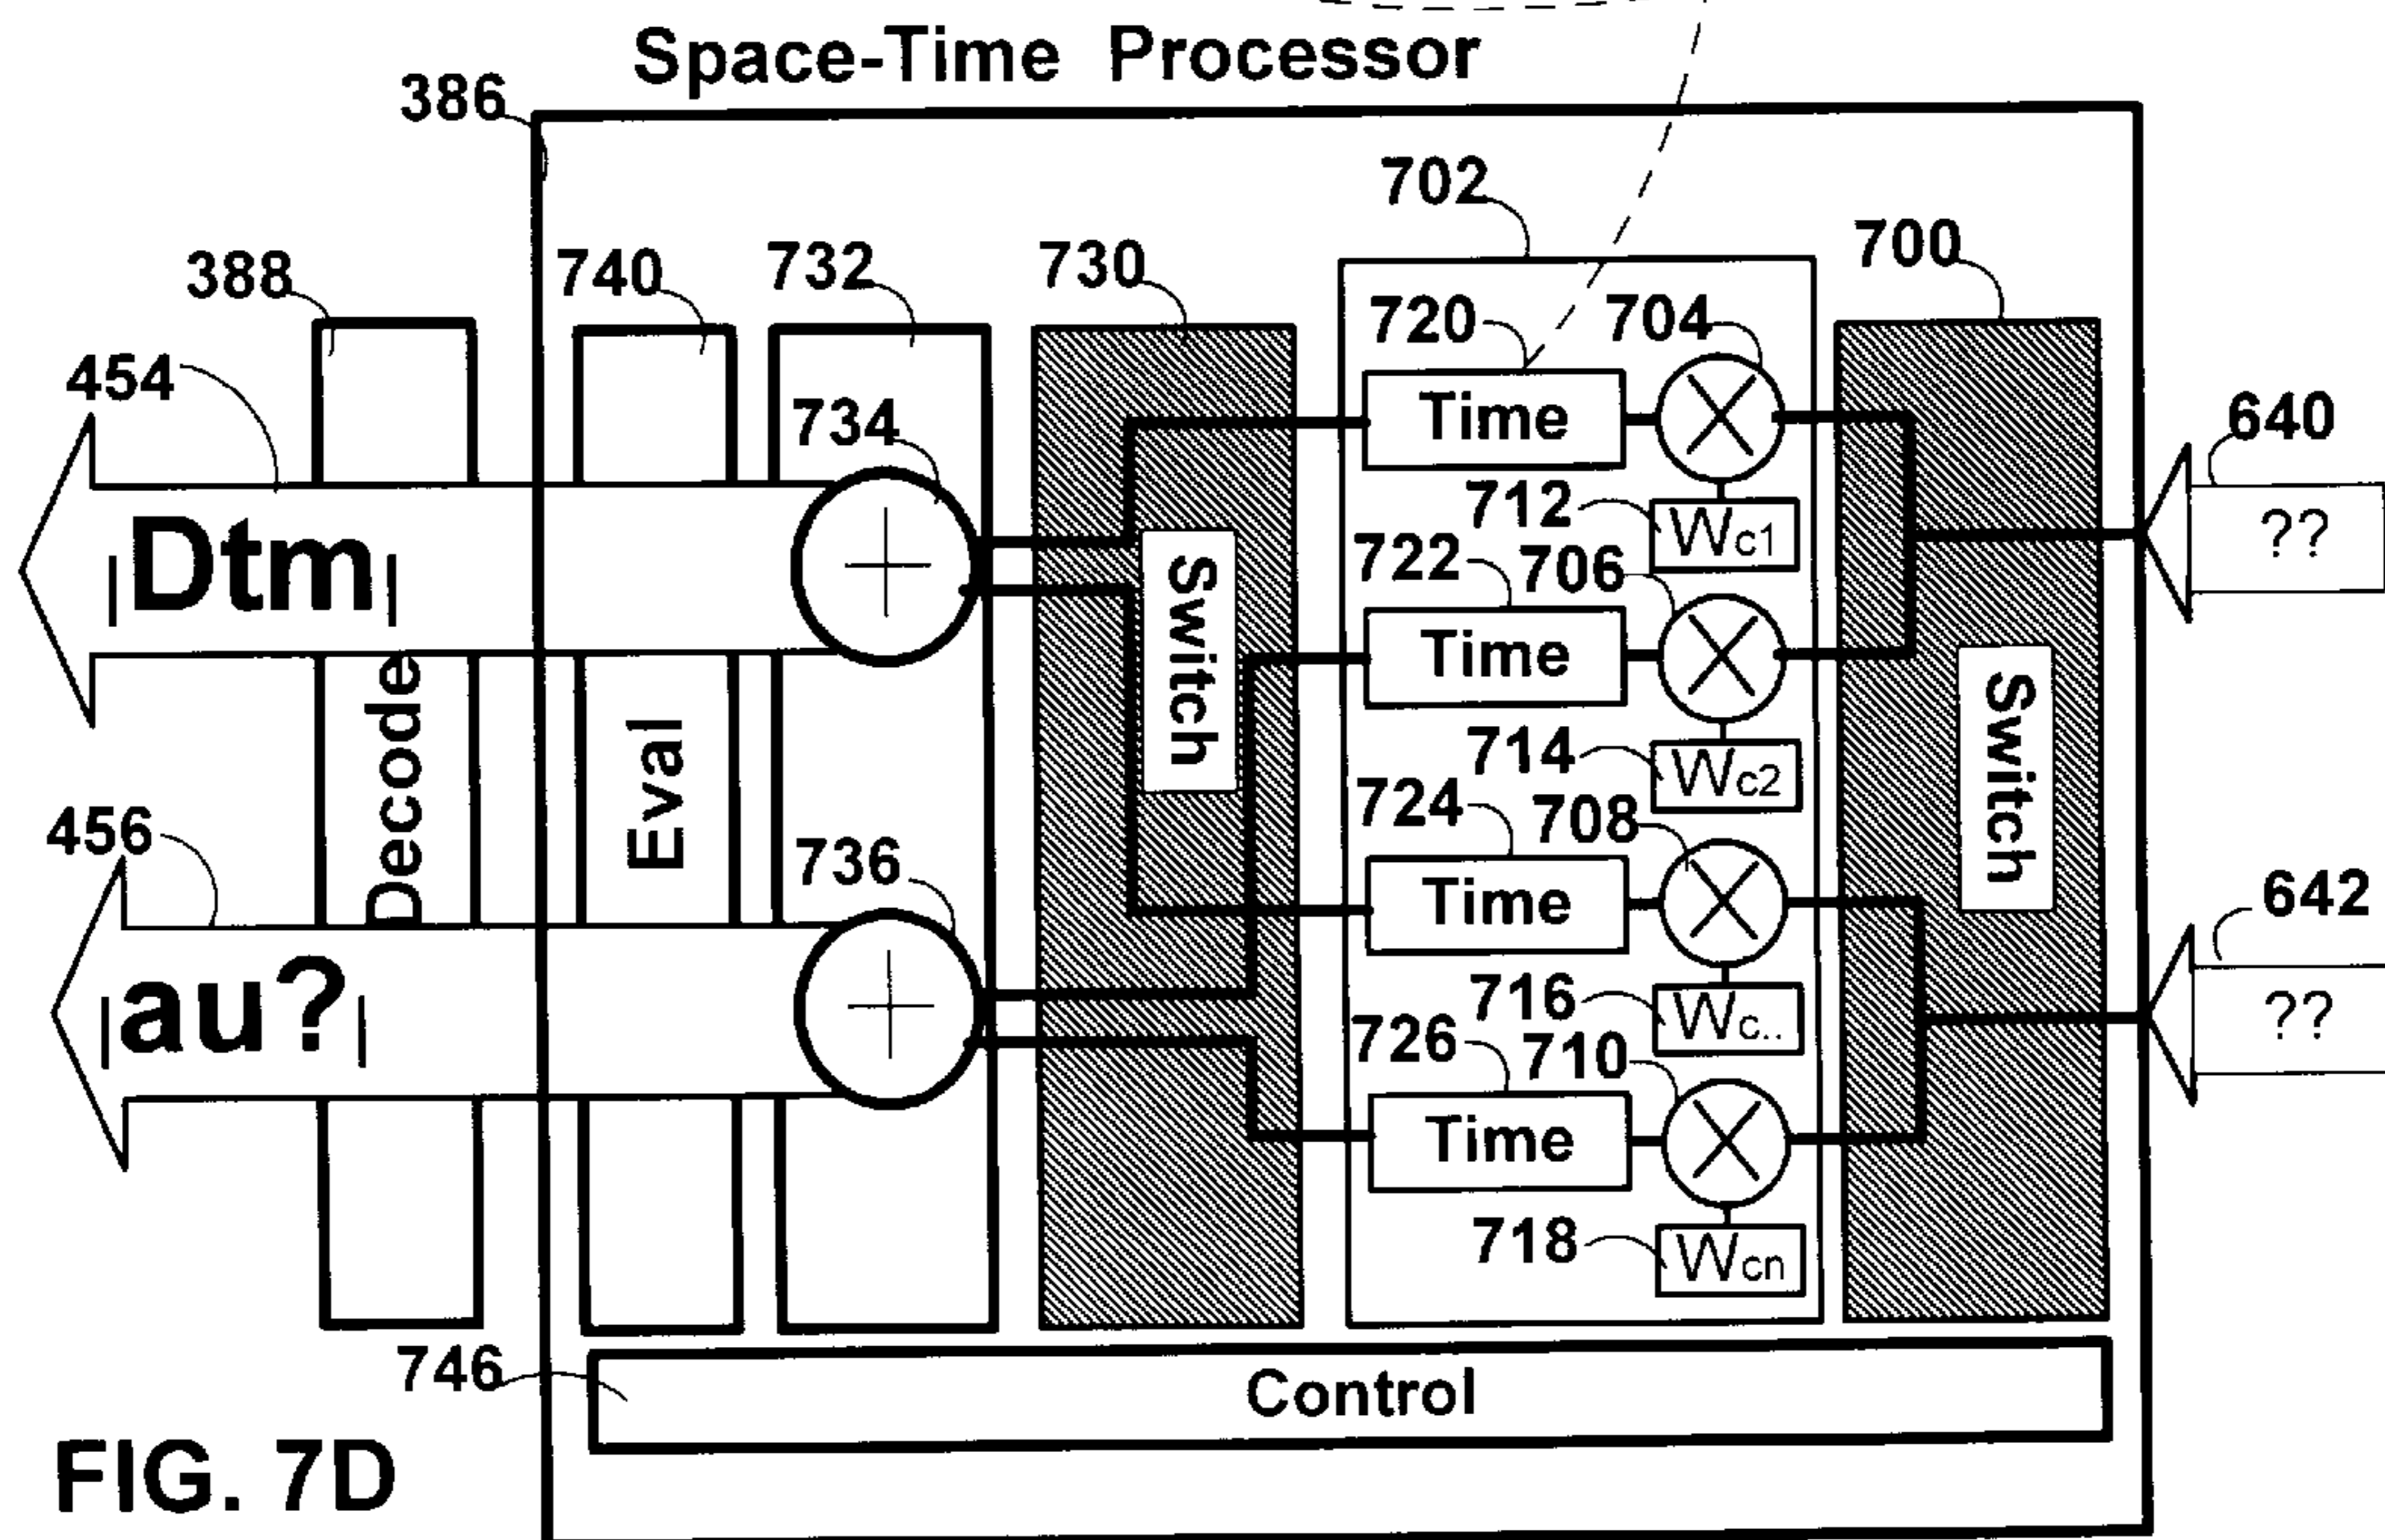 Space-Time Processor
386
702
388
740
732
730
700
720
704
454
734
Time
640
712
Wc1
??
|Dtm|
722
706
Switch
Time
714
Wc2
Switch
Decode
Eval
724
708
456
736
Time
642
716
Wc..
??
|au?|
726
710
Time
718
Wcn
746
Control
FIG. 7D